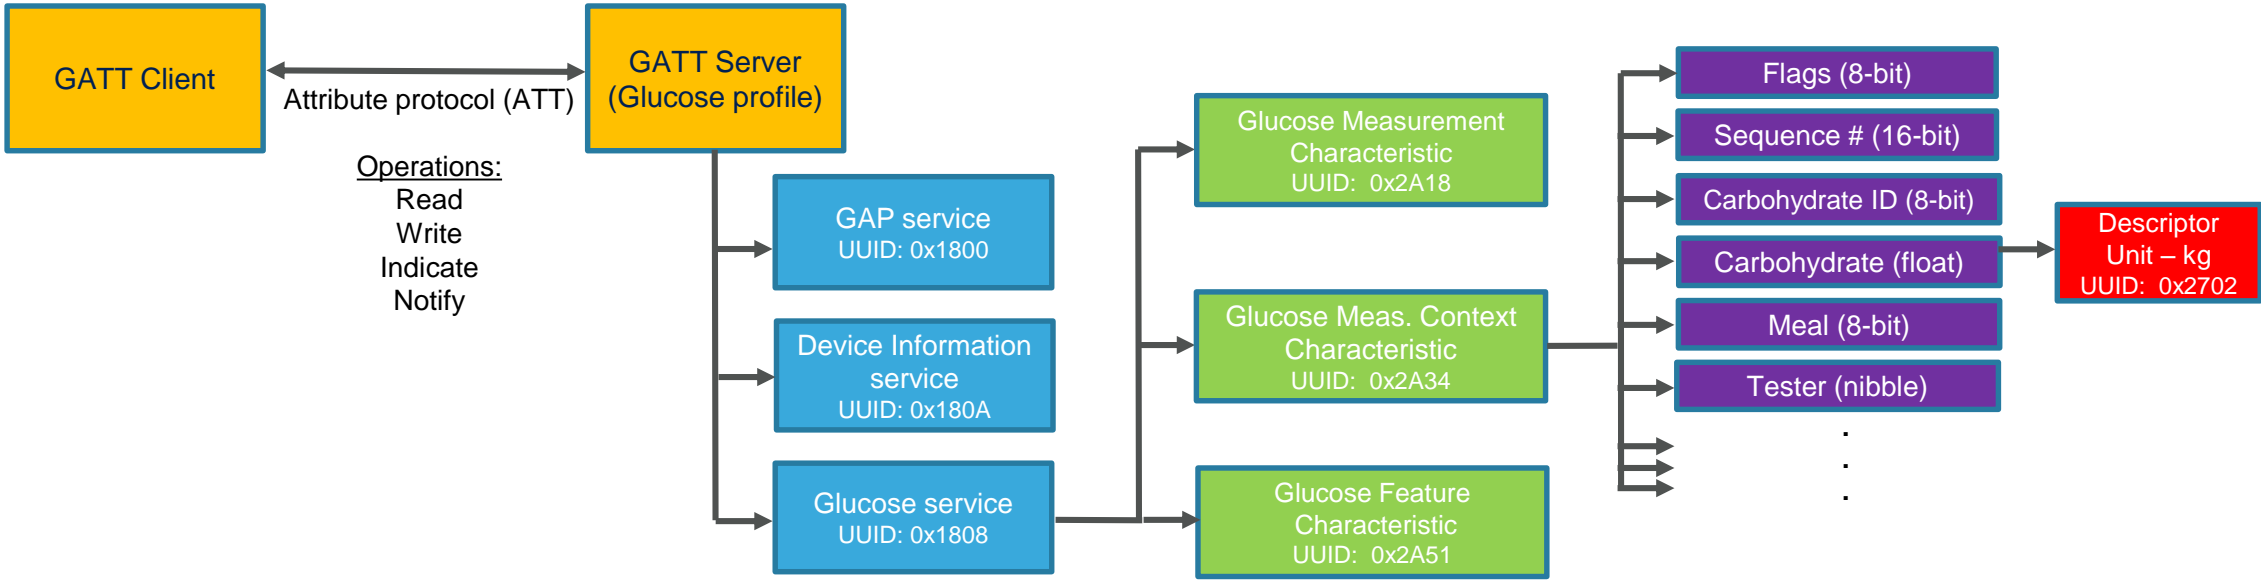 GATT Client
Attribute protocol (ATT)
Operations:
Read
Write
Indicate
Notify
GATT Server
(Glucose profile)
GAP service
UUID: 0x1800
Device Information
service
UUID: 0x180A
Glucose service
UUID: 0x1808
Glucose Measurement
Characteristic
UUID: 0x2A18
Glucose Meas. Context
Characteristic
UUID: 0x2A34
Glucose Feature
Characteristic
UUID: 0x2A51
Flags (8-bit)
Sequence # (16-bit)
Carbohydrate ID (8-bit)
Carbohydrate (float)
Meal (8-bit)
Tester (nibble)
.
.
.
Descriptor
Unit – kg
UUID: 0x2702